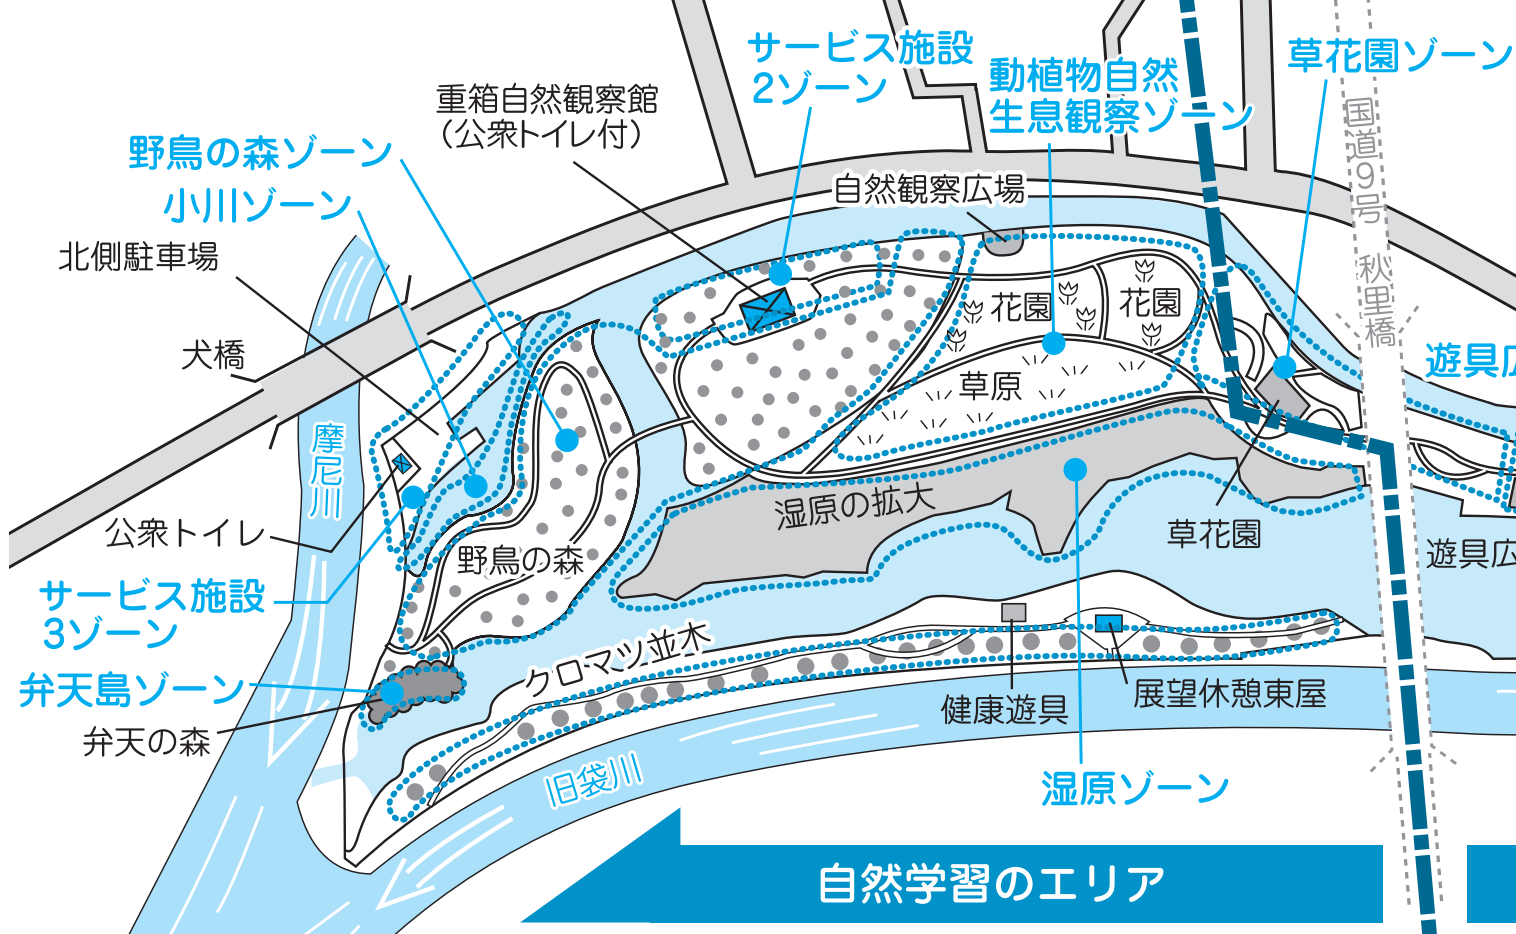 サービス施設
2ゾーン
動植物自然
生息観察ゾーン
草花園ゾーン
国道9号 秋里橋
重箱自然観察館
（公衆トイレ付）
野鳥の森ゾーン
小川ゾーン
北側駐車場
自然観察広場
犬橋
花園
花園
草原
遊具広
摩尼川
公衆トイレ
野鳥の森
湿原の拡大
草花園
遊具広
サービス施設
3ゾーン
クロマツ並木
弁天島ゾーン
弁天の森
健康遊具
展望休憩東屋
旧袋川
湿原ゾーン
自然学習のエリア